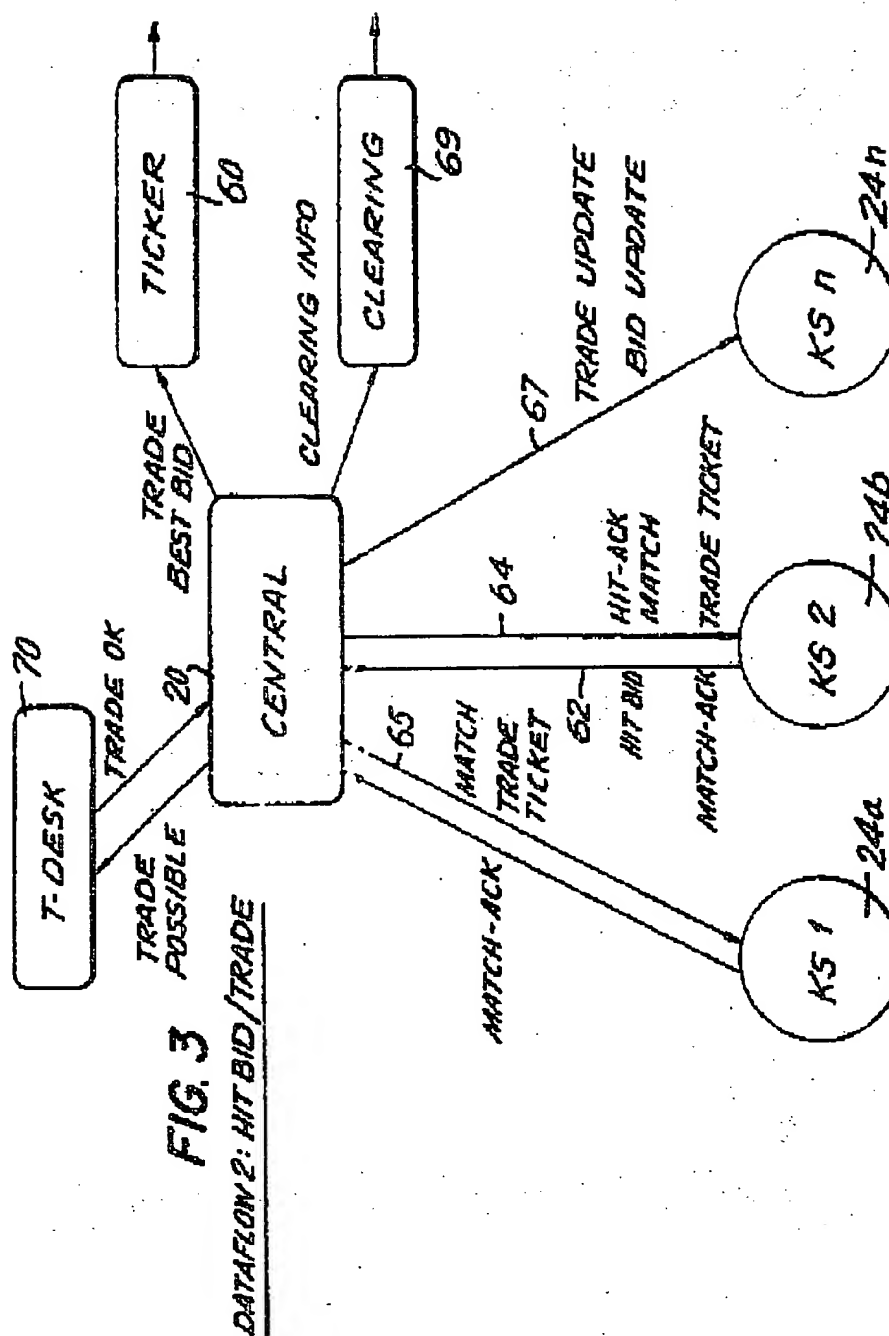 FIG. 3
DATAFLOW 2: HIT BID/TRADE
T-DESK
70
TRADE
POSSIBLE
TRADE OK
20
CENTRAL
TRADE
BEST BID
TICKER
60
CLEARING INFO
CLEARING
69
MATCH-ACK
65
MATCH
TRADE
TICKET
62
HIT BID
MATCH-ACK
64
HIT-ACK
MATCH
TRADE TICKET
67
TRADE UPDATE
BID UPDATE
KS 1
24a
KS 2
24b
KS n
24n